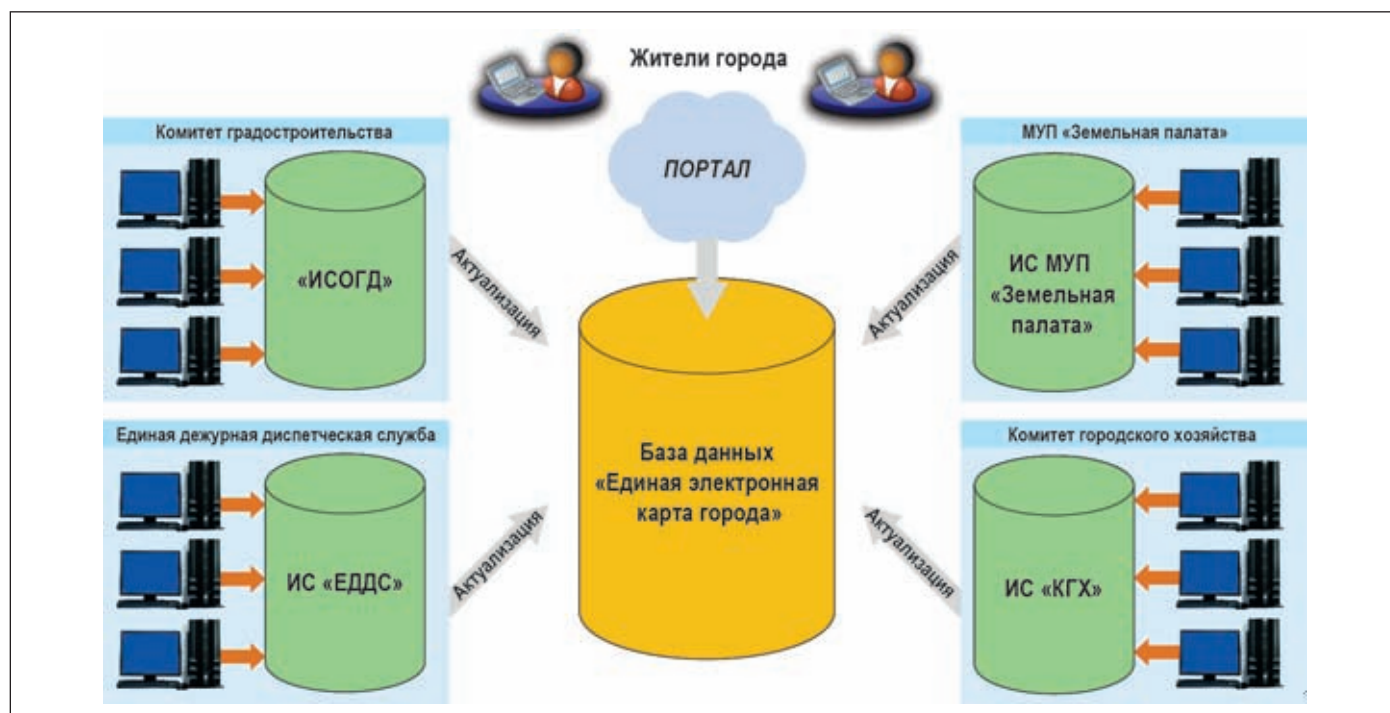 Жители города
ПОРТАЛ
Комитет градостроительства
«ИСОГД»
Актуализация
МУП «Земельная палата»
ИС МУП
«Земельная
палата»
Актуализация
База данных
«Единая электронная
карта города»
Единая дежурная диспетческая служба
ИС «ЕДДС»
Актуализация
Комитет городского хозяйства
ИС «КГХ»
Актуализация